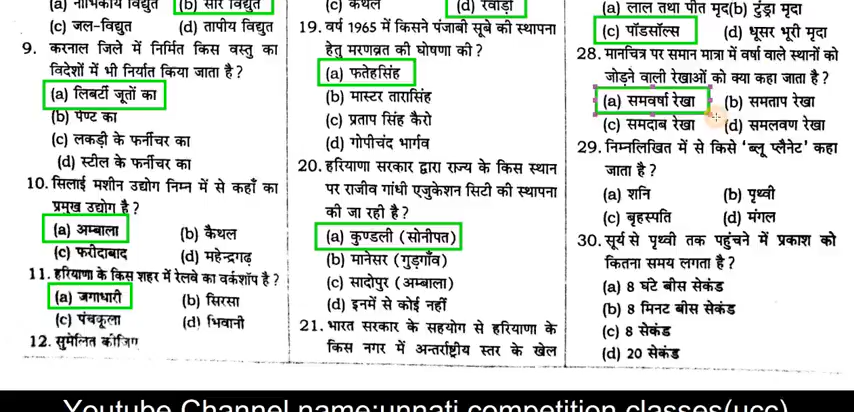 (a) नाभिकीय विद्युत (b) सौर विद्युत
(c) जल-विद्युत (d) तापीय विद्युत
9. करनाल जिले में निर्मित किस वस्तु का
विदेशों में भी निर्यात किया जाता है ?
(a) लिबर्टी जूतों का
(b) पेण्ट का
(c) लकड़ी के फर्नीचर का
(d) स्टील के फर्नीचर का
10. सिलाई मशीन उद्योग निम्न में से कहाँ का
प्रमुख उद्योग है ?
(a) अम्बाला (b) कैथल
(c) फरीदाबाद (d) महेन्द्रगढ़
11. हरियाणा के किस शहर में रेलवे का वर्कशॉप है ?
(a) जगाधारी (b) सिरसा
(c) पंचकूला (d) भिवानी
12. सुमेलित कीजिए
(c) कैथल (d) रेवाड़ी
19. वर्ष 1965 में किसने पंजाबी सूबे की स्थापना
हेतु मरणव्रत की घोषणा की ?
(a) फतेहसिंह
(b) मास्टर तारासिंह
(c) प्रताप सिंह कैरो
(d) गोपीचंद भार्गव
20. हरियाणा सरकार द्वारा राज्य के किस स्थान
पर राजीव गांधी एजुकेशन सिटी की स्थापना
की जा रही है ?
(a) कुण्डली (सोनीपत)
(b) मानेसर (गुड़गाँव)
(c) सादोपुर (अम्बाला)
(d) इनमें से कोई नहीं
21. भारत सरकार के सहयोग से हरियाणा के
किस नगर में अन्तर्राष्ट्रीय स्तर के खेल
(a) लाल तथा पीत मृदा (b) टुंड्रा मृदा
(c) पॉडसॉल्स (d) धूसर भूरी मृदा
28. मानचित्र पर समान मात्रा में वर्षा वाले स्थानों को
जोड़ने वाली रेखाओं को क्या कहा जाता है ?
(a) समवर्षा रेखा (b) समताप रेखा
(c) समदाब रेखा (d) समलवण रेखा
29. निम्नलिखित में से किसे ‘ब्लू प्लैनेट’ कहा
जाता है ?
(a) शनि (b) पृथ्वी
(c) बृहस्पति (d) मंगल
30. सूर्य से पृथ्वी तक पहुंचने में प्रकाश को
कितना समय लगता है ?
(a) 8 घंटे बीस सेकंड
(b) 8 मिनट बीस सेकंड
(c) 8 सेकंड
(d) 20 सेकंड
Youtube Channel name:unnati competition classes(ucc)